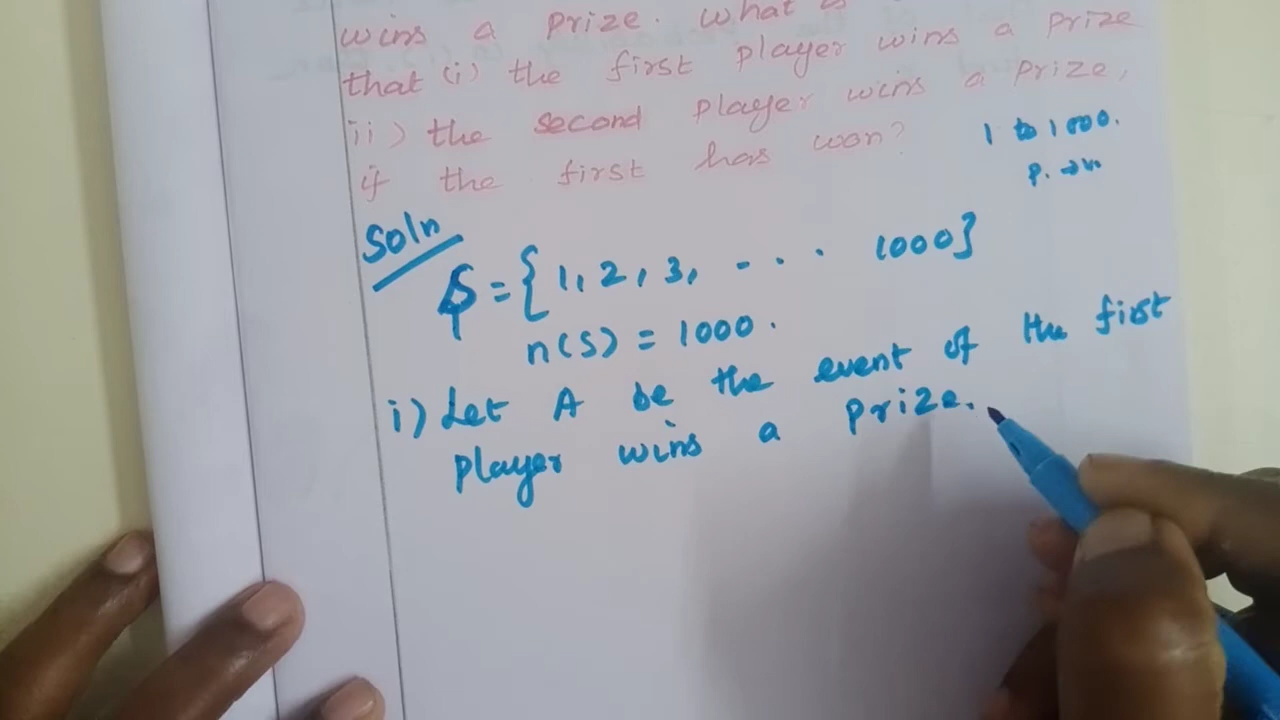 wins a prize. What is
that (i) the first player wins a prize
ii) the second player wins a prize,
if the first has won?
1 to 1000.
Soln
S = { 1, 2, 3, - . . . 1000}
n(S) = 1000.
i) Let A be the event of the first
player wins a prize.